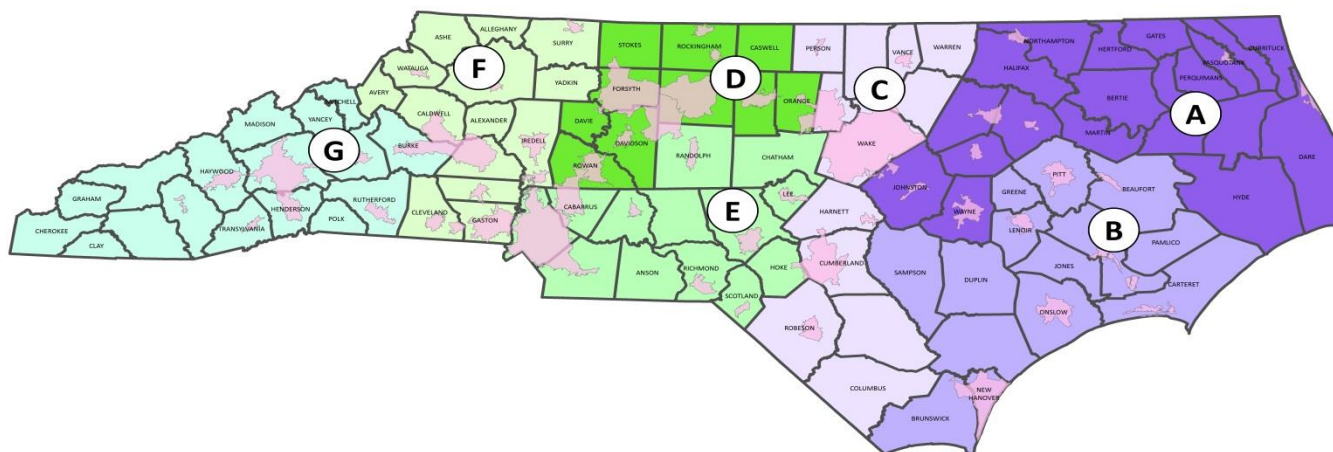 ASHE
ALLEGHANY
SURRY
STOKES
ROCKINGHAM
CASWELL
PERSON
VANCE
WARREN
NORTHAMPTON
GATES
HERTFORD
CURRITUCK
PASQUOTANK
PERQUIMANS
HALIFAX
BERTIE
MARTIN
A
DARE
HYDE
WATAUGA
F
YADKIN
FORSYTH
D
ORANGE
C
WAKE
AVERY
MITCHELL
YANCEY
MADISON
CALDWELL
ALEXANDER
IREDELL
DAVIE
DAVIDSON
ROWAN
RANDOLPH
CHATHAM
G
BURKE
HAYWOOD
GRAHAM
CHEROKEE
CLAY
TRANSYLVANIA
HENDERSON
POLK
RUTHERFORD
CLEVELAND
GASTON
CABARRUS
E
LEE
HARNETT
JOHNSTON
WAYNE
GREENE
PITT
BEAUFORT
LENOIR
B
PAMLICO
JONES
CARTERET
ONSLOW
ANSON
RICHMOND
HOKE
SCOTLAND
CUMBERLAND
SAMPSON
DUPLIN
ROBESON
COLUMBUS
BRUNSWICK
NEW
HANOVER